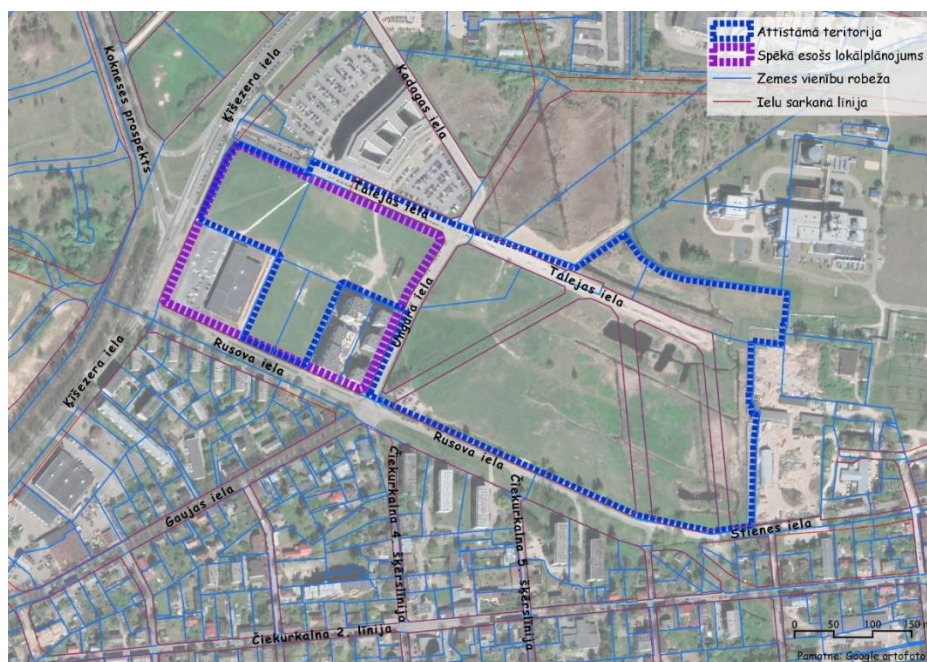 Attīstāmā teritorija
Spēkā esošs lokālplānojums
Zemes vienību robeža
Ielu sarkanā līnija
Kokneses prospekts
Ķīšezera iela
Kadagas iela
Tālejas iela
Tālejas iela
Ungura iela
Rusova iela
Ķīšezera iela
Rusova iela
Gaujas iela
Čiekurkalna 4. šķērslīnija
Čiekurkalna 5. šķērslīnija
Stienes iela
Čiekurkalna 2. līnija
0 50 100 150
Pamatne: Google ortofoto